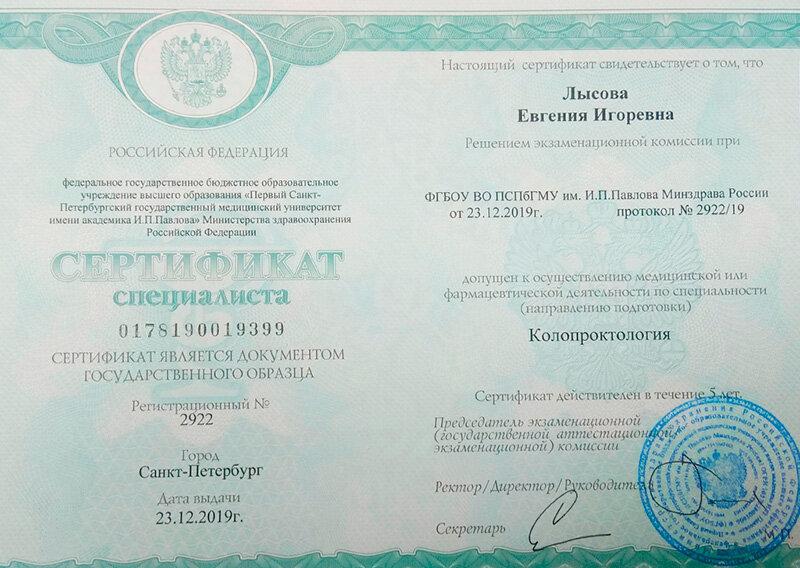 РОССИЙСКАЯ ФЕДЕРАЦИЯ
федеральное государственное бюджетное образовательное
учреждение высшего образования «Первый Санкт-
Петербургский государственный медицинский университет
имени академика И.П.Павлова» Министерства здравоохранения
Российской Федерации
СЕРТИФИКАТ
специалиста
0178190019399
СЕРТИФИКАТ ЯВЛЯЕТСЯ ДОКУМЕНТОМ
ГОСУДАРСТВЕННОГО ОБРАЗЦА
Регистрационный №
2922
Город
Санкт-Петербург
Дата выдачи
23.12.2019г.
Настоящий сертификат свидетельствует о том, что
Лысова
Евгения Игоревна
Решением экзаменационной комиссии при
ФГБОУ ВО ПСПбГМУ им. И.П.Павлова Минздрава России
от 23.12.2019г. протокол № 2922/19
допущен к осуществлению медицинской или
фармацевтической деятельности по специальности
(направлению подготовки)
Колопроктология
Сертификат действителен в течение 5 лет.
Председатель экзаменационной
(государственной аттестационной,
экзаменационной) комиссии
Ректор/Директор/Руководитель
Секретарь
М.П.